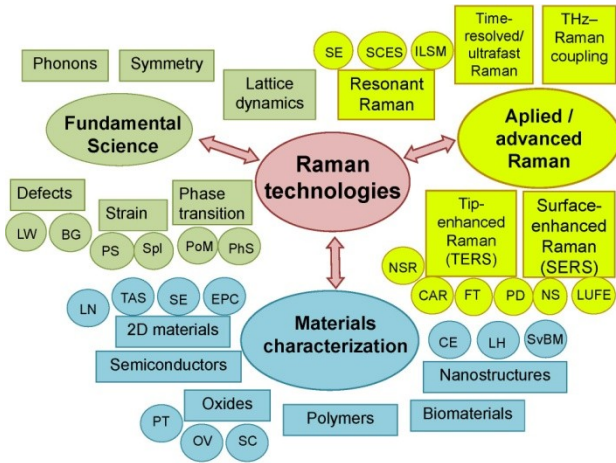 Phonons
Symmetry
Lattice
dynamics
SE
SCES
ILSM
Resonant
Raman
Time-
resolved/
ultrafast
Raman
THz–
Raman
coupling
Fundamental
Science
Raman
technologies
Aplied /
advanced
Raman
Defects
LW
BG
Strain
PS
Spl
Phase
transition
PoM
PhS
Tip-
enhanced
Raman
(TERS)
Surface-
enhanced
Raman
(SERS)
NSR
CAR
FT
PD
NS
LUFE
Materials
characterization
LN
TAS
SE
EPC
2D materials
Semiconductors
PT
Oxides
OV
SC
Polymers
Biomaterials
CE
LH
SvBM
Nanostructures